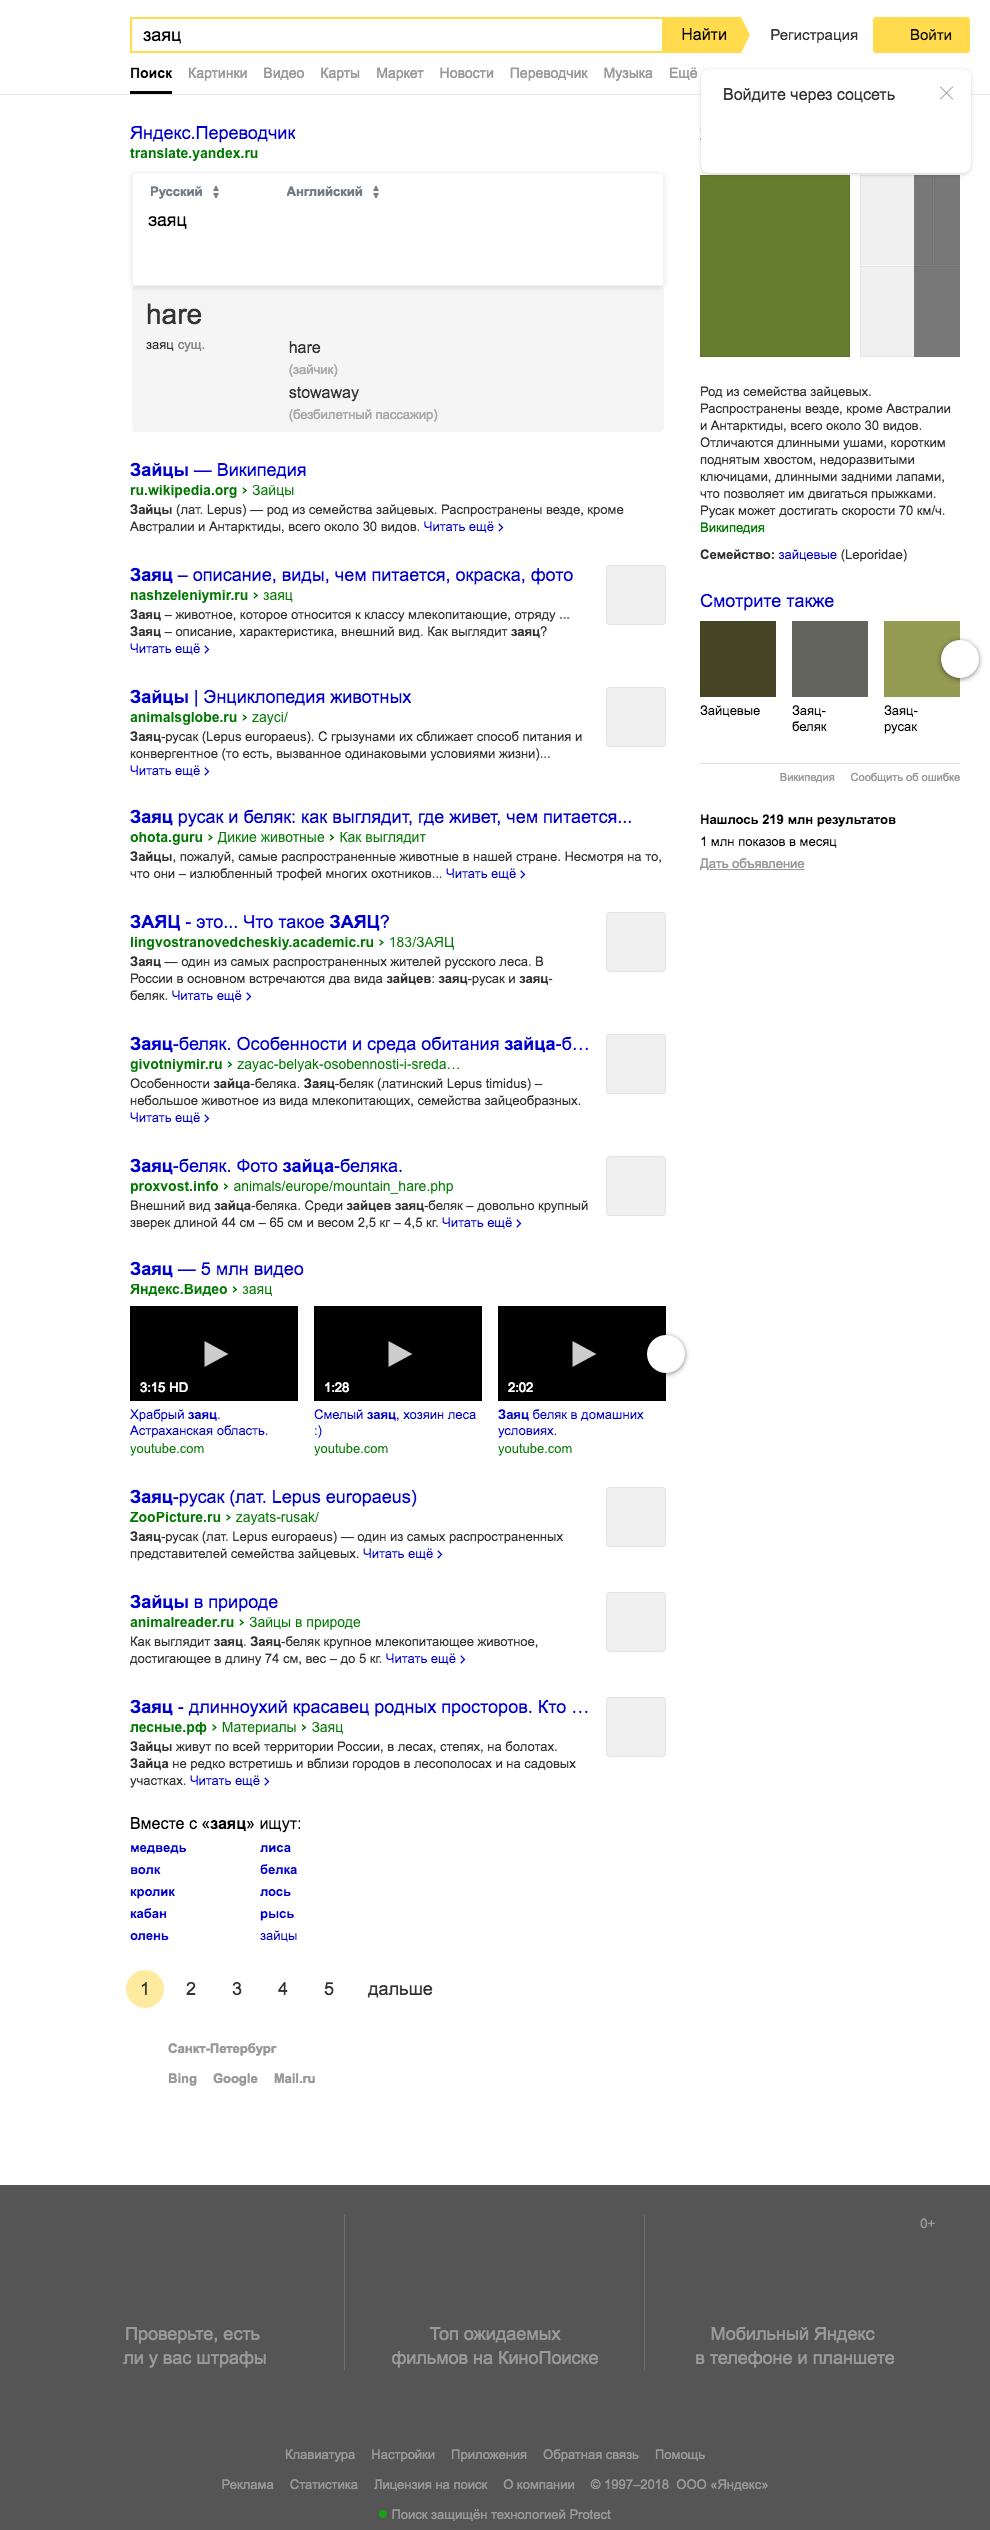 заяц
Найти
Регистрация
Войти
Поиск Картинки Видео Карты Маркет Новости Переводчик Музыка Ещё
Войдите через соцсеть
Яндекс.Переводчик
translate.yandex.ru
Русский Английский
заяц
hare
заяц сущ.
hare
(зайчик)
stowaway
(безбилетный пассажир)
Зайцы — Википедия
ru.wikipedia.org › Зайцы
Зайцы (лат. Lepus) — род из семейства зайцевых. Распространены везде, кроме
Австралии и Антарктиды, всего около 30 видов. Читать ещё ›
Заяц – описание, виды, чем питается, окраска, фото
nashzeleniymir.ru › заяц
Заяц – животное, которое относится к классу млекопитающие, отряду ...
Заяц – описание, характеристика, внешний вид. Как выглядит заяц?
Читать ещё ›
Зайцы | Энциклопедия животных
animalsglobe.ru › zayci/
Заяц-русак (Lepus europaeus). С грызунами их сближает способ питания и
конвергентное (то есть, вызванное одинаковыми условиями жизни)...
Читать ещё ›
Заяц русак и беляк: как выглядит, где живет, чем питается...
ohota.guru › Дикие животные › Как выглядит
Зайцы, пожалуй, самые распространенные животные в нашей стране. Несмотря на то,
что они – излюбленный трофей многих охотников... Читать ещё ›
ЗАЯЦ - это... Что такое ЗАЯЦ?
lingvostranovedcheskiy.academic.ru › 183/ЗАЯЦ
Заяц — один из самых распространенных жителей русского леса. В
России в основном встречаются два вида зайцев: заяц-русак и заяц-
беляк. Читать ещё ›
Заяц-беляк. Особенности и среда обитания зайца-б…
givotniymir.ru › zayac-belyak-osobennosti-i-sreda…
Особенности зайца-беляка. Заяц-беляк (латинский Lepus timidus) –
небольшое животное из вида млекопитающих, семейства зайцеобразных.
Читать ещё ›
Заяц-беляк. Фото зайца-беляка.
proxvost.info › animals/europe/mountain_hare.php
Внешний вид зайца-беляка. Среди зайцев заяц-беляк – довольно крупный
зверек длиной 44 см – 65 см и весом 2,5 кг – 4,5 кг. Читать ещё ›
Заяц — 5 млн видео
Яндекс.Видео › заяц
3:15 HD 1:28 2:02
Храбрый заяц.
Астраханская область.
youtube.com
Смелый заяц, хозяин леса
:)
youtube.com
Заяц беляк в домашних
условиях.
youtube.com
Заяц-русак (лат. Lepus europaeus)
ZooPicture.ru › zayats-rusak/
Заяц-русак (лат. Lepus europaeus) — один из самых распространенных
представителей семейства зайцевых. Читать ещё ›
Зайцы в природе
animalreader.ru › Зайцы в природе
Как выглядит заяц. Заяц-беляк крупное млекопитающее животное,
достигающее в длину 74 см, вес – до 5 кг. Читать ещё ›
Заяц - длинноухий красавец родных просторов. Кто …
лесные.рф › Материалы › Заяц
Зайцы живут по всей территории России, в лесах, степях, на болотах.
Зайца не редко встретишь и вблизи городов в лесополосах и на садовых
участках. Читать ещё ›
Вместе с «заяц» ищут:
медведь лиса
волк белка
кролик лось
кабан рысь
олень зайцы
1 2 3 4 5 дальше
Санкт-Петербург
Bing Google Mail.ru
Род из семейства зайцевых.
Распространены везде, кроме Австралии
и Антарктиды, всего около 30 видов.
Отличаются длинными ушами, коротким
поднятым хвостом, недоразвитыми
ключицами, длинными задними лапами,
что позволяет им двигаться прыжками.
Русак может достигать скорости 70 км/ч.
Википедия
Семейство: зайцевые (Leporidae)
Смотрите также
Зайцевые
Заяц-
беляк
Заяц-
русак
Википедия Сообщить об ошибке
Нашлось 219 млн результатов
1 млн показов в месяц
Дать объявление
0+
Проверьте, есть
ли у вас штрафы
Топ ожидаемых
фильмов на КиноПоиске
Мобильный Яндекс
в телефоне и планшете
Клавиатура Настройки Приложения Обратная связь Помощь
Реклама Статистика Лицензия на поиск О компании © 1997–2018 ООО «Яндекс»
Поиск защищён технологией Protect